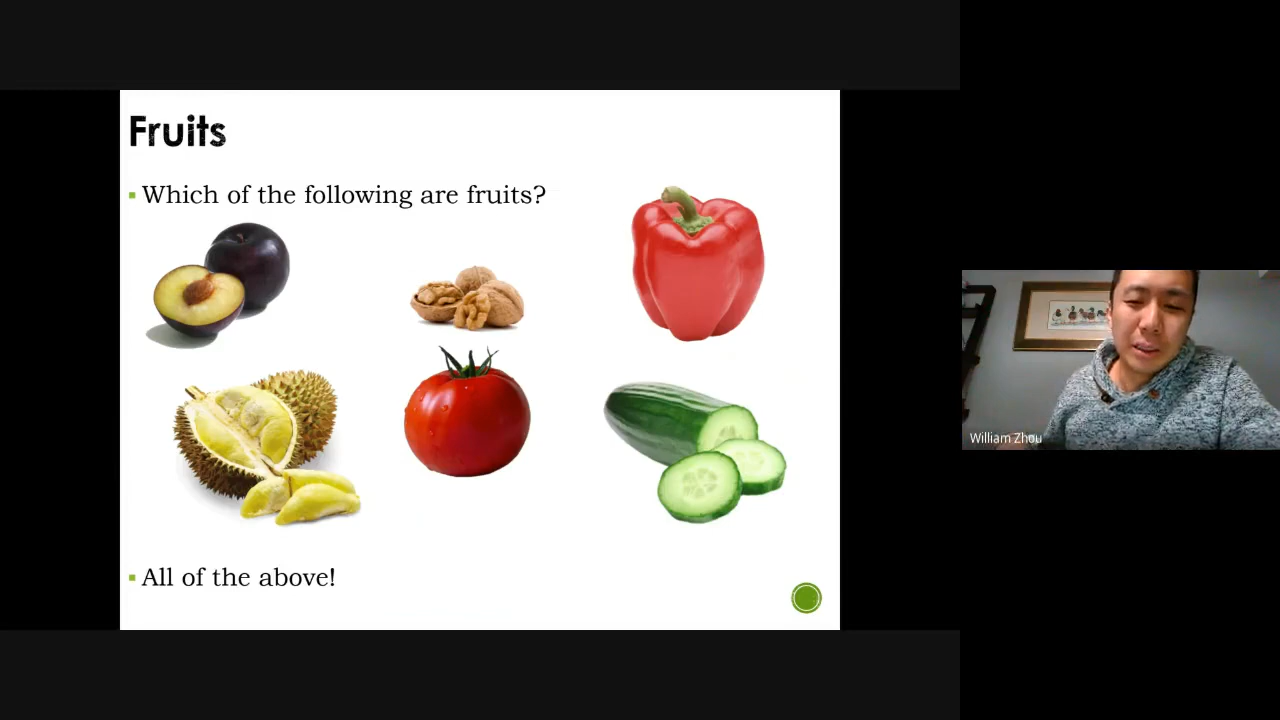 Fruits
Which of the following are fruits?
All of the above!
William Zhou